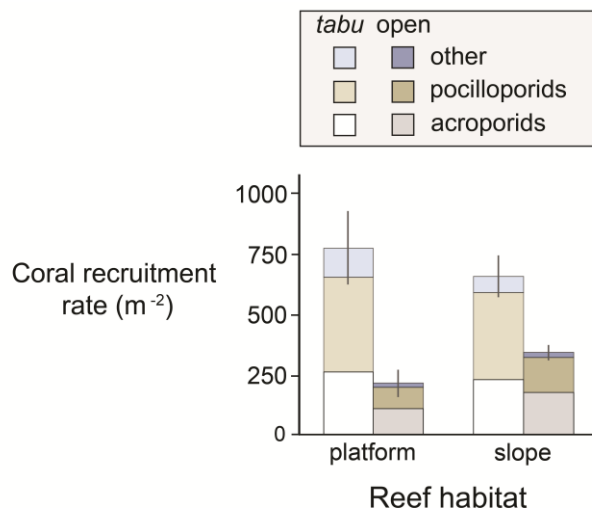 tabu open
other
pocilloporids
acroporids
1000
750
500
250
0
Coral recruitment
rate (m -2)
platform slope
Reef habitat